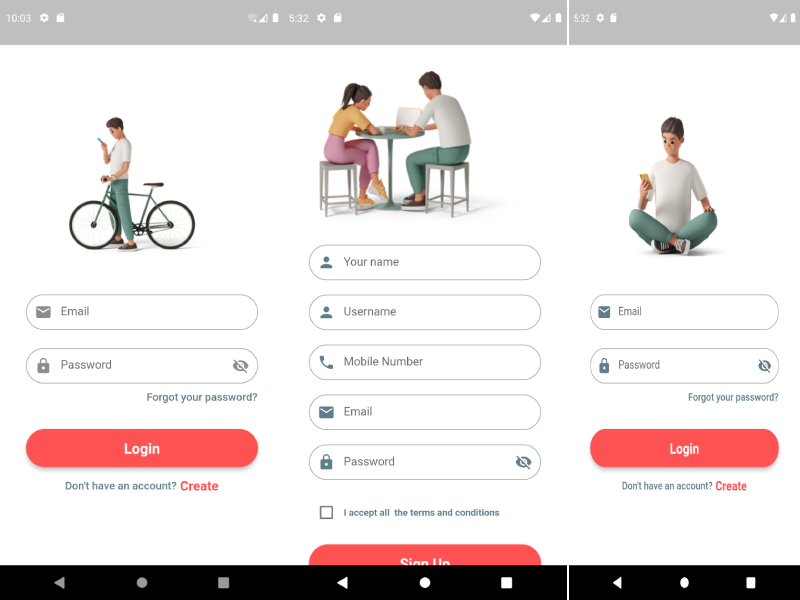 10:03
Email
Password
Forgot your password?
Login
Don't have an account? Create
5:32
Your name
Username
Mobile Number
Email
Password
I accept all the terms and conditions
Sign Up
5:32
Email
Password
Forgot your password?
Login
Don't have an account? Create